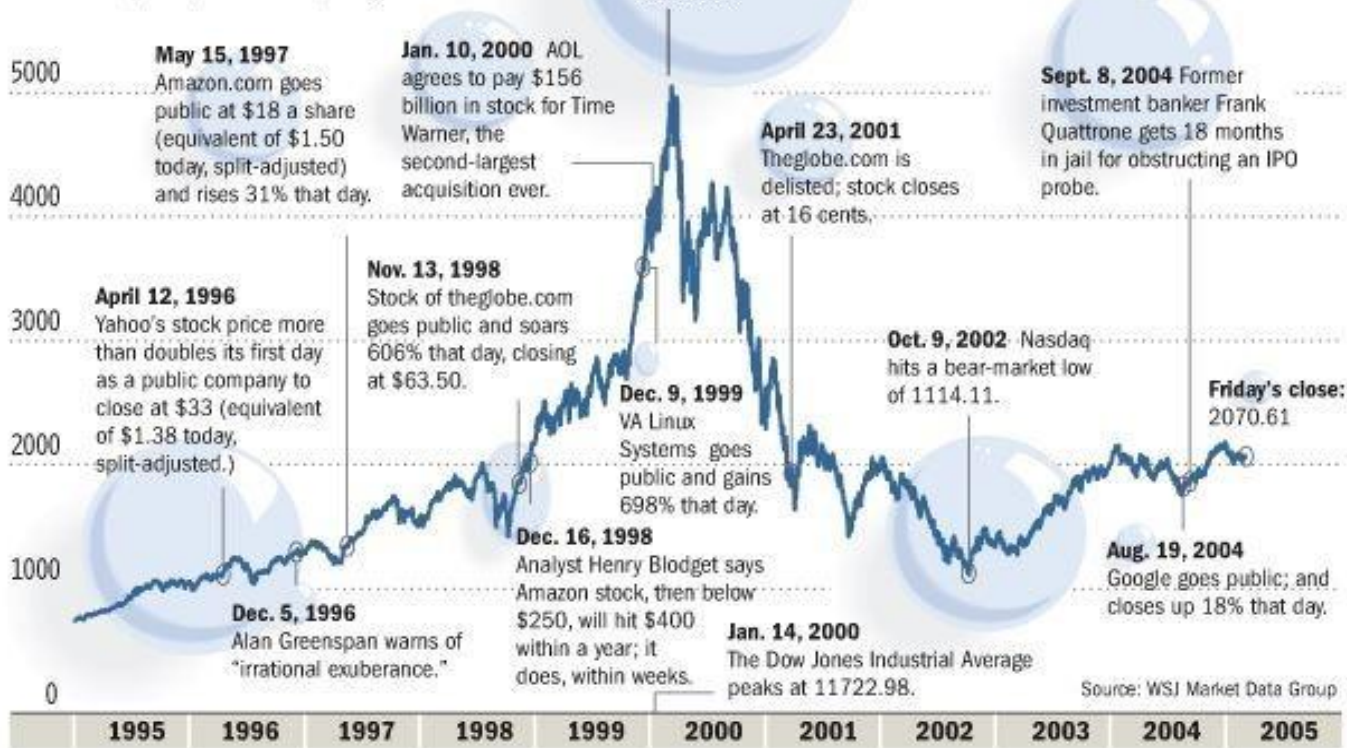 5000
4000
3000
2000
1000
0
May 15, 1997
Amazon.com goes
public at $18 a share
(equivalent of $1.50
today, split-adjusted)
and rises 31% that day.
Jan. 10, 2000 AOL
agrees to pay $156
billion in stock for Time
Warner, the
second-largest
acquisition ever.
April 23, 2001
Theglobe.com is
delisted; stock closes
at 16 cents.
Sept. 8, 2004 Former
investment banker Frank
Quattrone gets 18 months
in jail for obstructing an IPO
probe.
April 12, 1996
Yahoo's stock price more
than doubles its first day
as a public company to
close at $33 (equivalent
of $1.38 today,
split-adjusted.)
Nov. 13, 1998
Stock of theglobe.com
goes public and soars
606% that day, closing
at $63.50.
Dec. 9, 1999
VA Linux
Systems goes
public and gains
698% that day.
Oct. 9, 2002 Nasdaq
hits a bear-market low
of 1114.11.
Friday's close:
2070.61
Dec. 5, 1996
Alan Greenspan warns of
"irrational exuberance."
Dec. 16, 1998
Analyst Henry Blodget says
Amazon stock, then below
$250, will hit $400
within a year; it
does, within weeks.
Jan. 14, 2000
The Dow Jones Industrial Average
peaks at 11722.98.
Aug. 19, 2004
Google goes public; and
closes up 18% that day.
Source: WSJ Market Data Group
1995 1996 1997 1998 1999 2000 2001 2002 2003 2004 2005